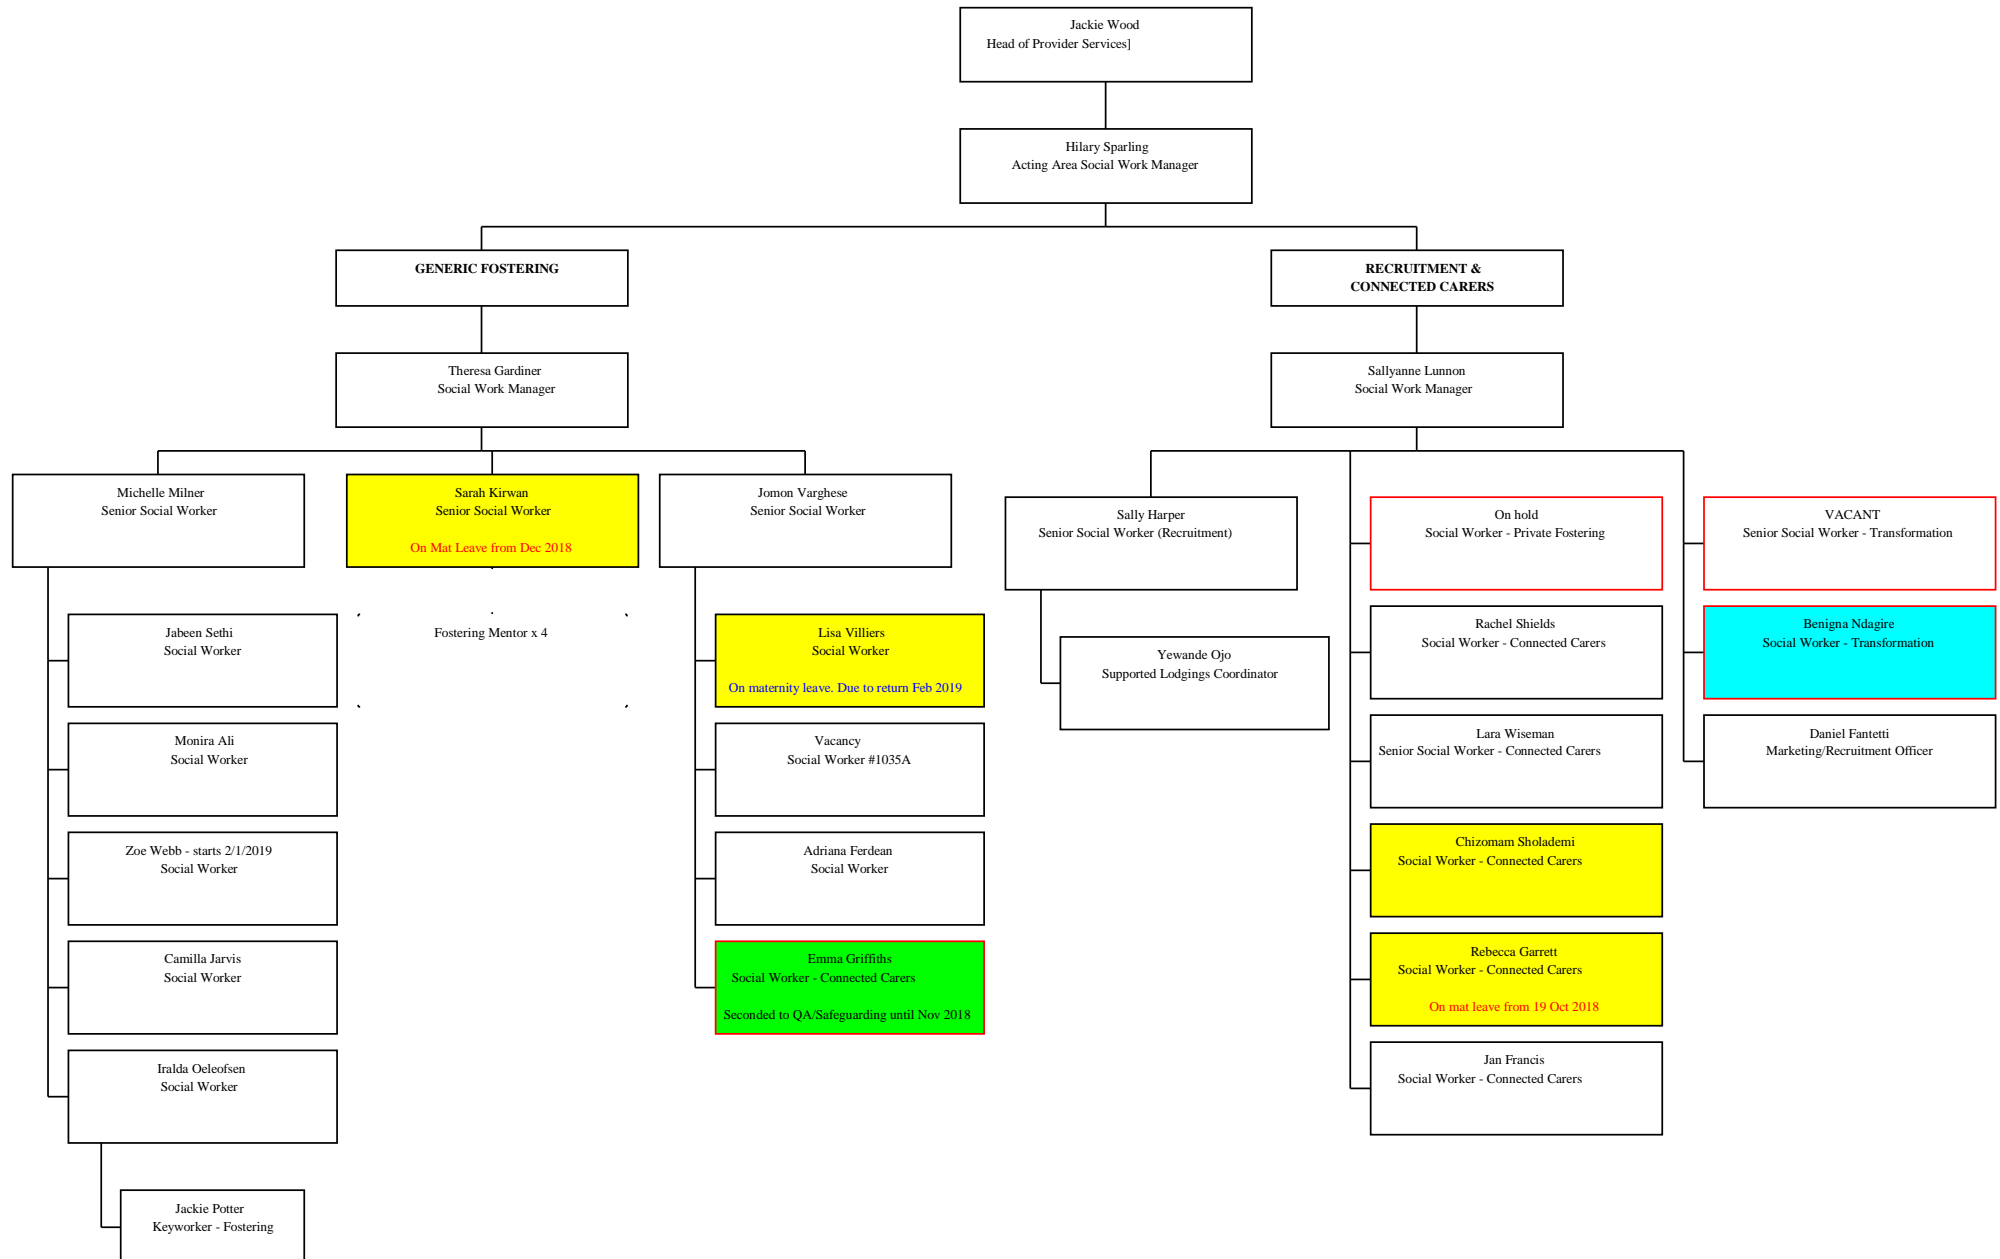 Jackie Wood
Head of Provider Services]
Hilary Sparling
Acting Area Social Work Manager
GENERIC FOSTERING
RECRUITMENT &
CONNECTED CARERS
Theresa Gardiner
Social Work Manager
Sallyanne Lunnon
Social Work Manager
Michelle Milner
Senior Social Worker
Sarah Kirwan
Senior Social Worker
On Mat Leave from Dec 2018
Jomon Varghese
Senior Social Worker
Sally Harper
Senior Social Worker (Recruitment)
On hold
Social Worker - Private Fostering
VACANT
Senior Social Worker - Transformation
Jabeen Sethi
Social Worker
Fostering Mentor x 4
Lisa Villiers
Social Worker
On maternity leave. Due to return Feb 2019
Yewande Ojo
Supported Lodgings Coordinator
Rachel Shields
Social Worker - Connected Carers
Benigna Ndagire
Social Worker - Transformation
Monira Ali
Social Worker
Vacancy
Social Worker #1035A
Lara Wiseman
Senior Social Worker - Connected Carers
Daniel Fantetti
Marketing/Recruitment Officer
Zoe Webb - starts 2/1/2019
Social Worker
Adriana Ferdean
Social Worker
Chizomam Sholademi
Social Worker - Connected Carers
Camilla Jarvis
Social Worker
Emma Griffiths
Social Worker - Connected Carers
Seconded to QA/Safeguarding until Nov 2018
Rebecca Garrett
Social Worker - Connected Carers
On mat leave from 19 Oct 2018
Iralda Oeleofsen
Social Worker
Jan Francis
Social Worker - Connected Carers
Jackie Potter
Keyworker - Fostering